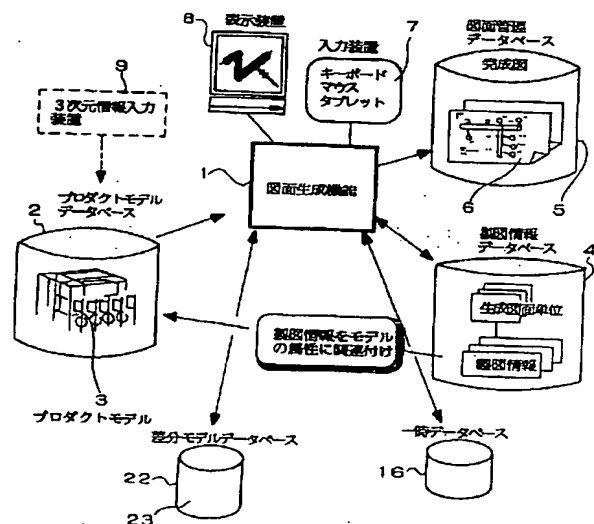 8
表示装置
入力装置
7
キーボード
マウス
タブレット
図面管理
データベース
完成図
6
5
9
3次元情報入力
装置
1
図面生成機能
プロダクトモデル
データベース
2
3
プロダクトモデル
製図情報
データベース
4
生成図面単位
製図情報
製図情報をモデル
の属性に関連付け
差分モデルデータベース
22
23
一時データベース
16